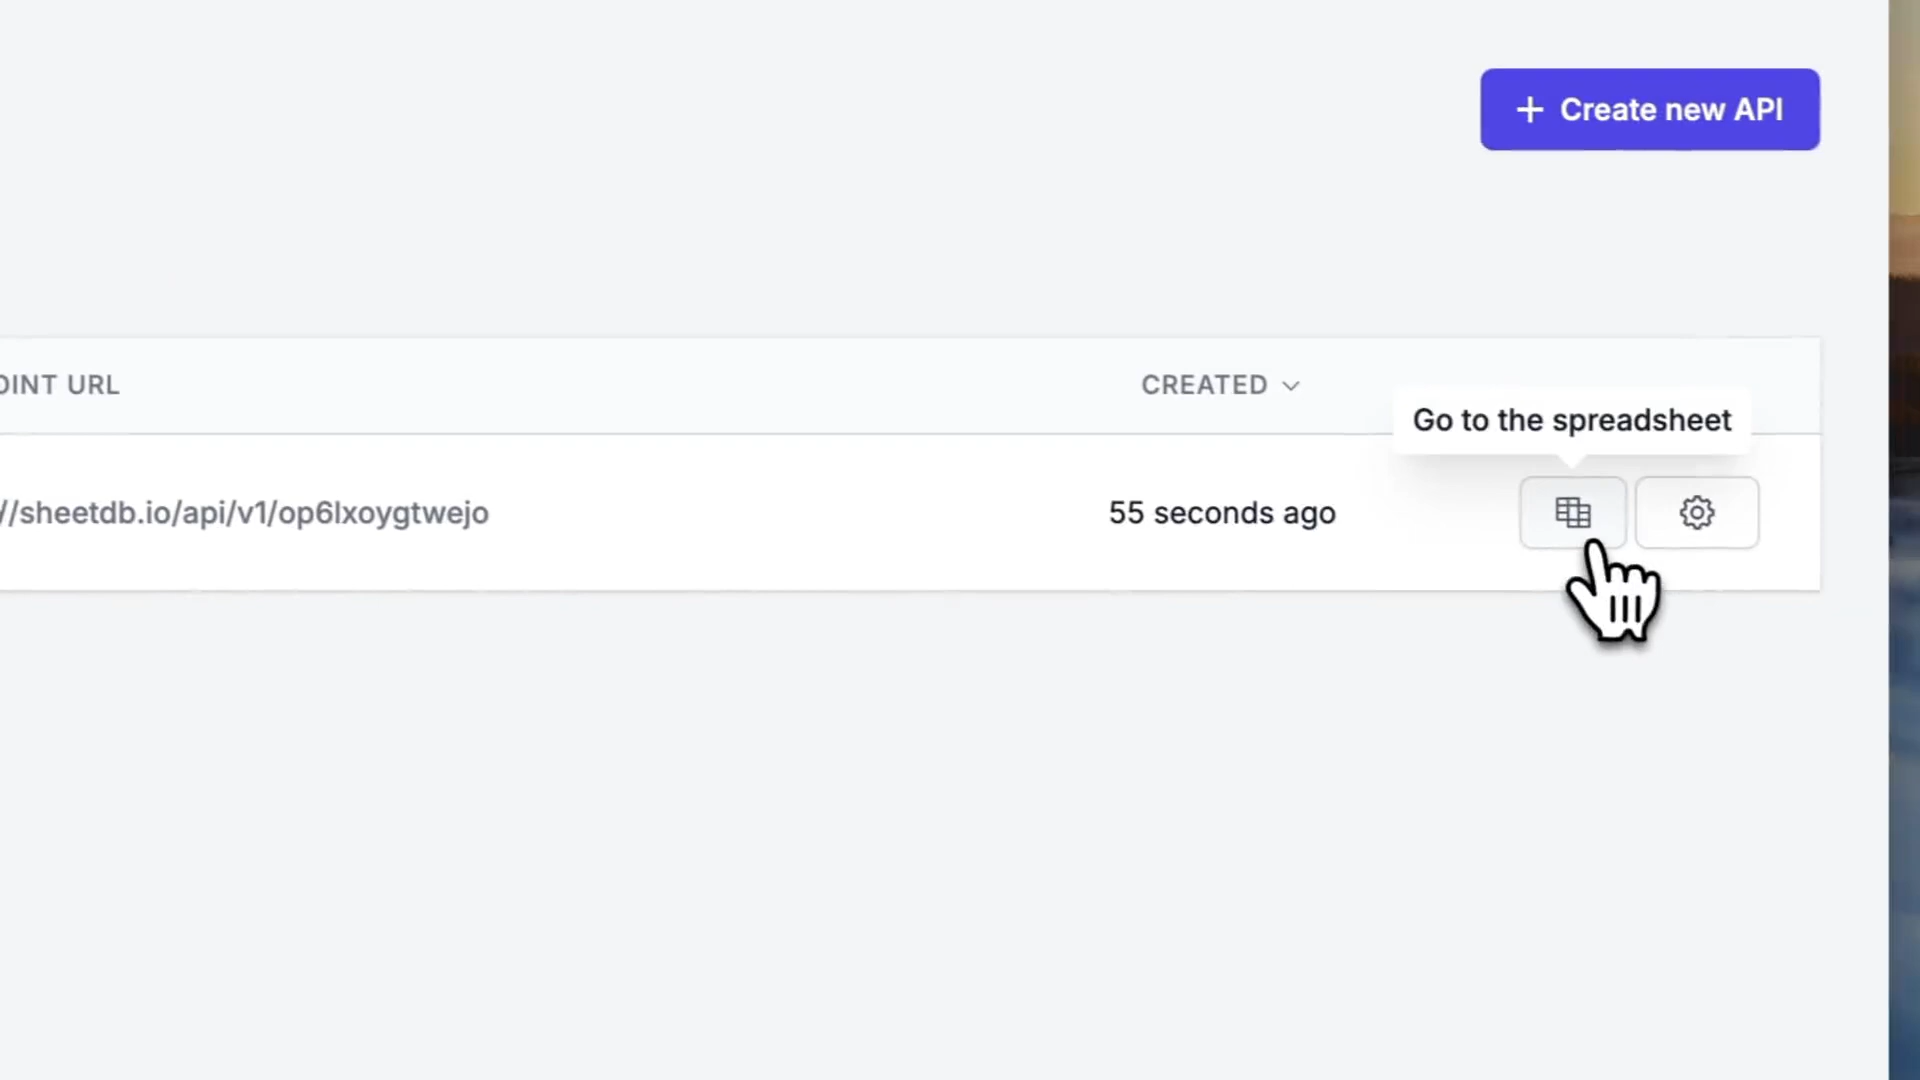 + Create new API
OINT URL
CREATED
Go to the spreadsheet
//sheetdb.io/api/v1/op6lxoygtwejo
55 seconds ago